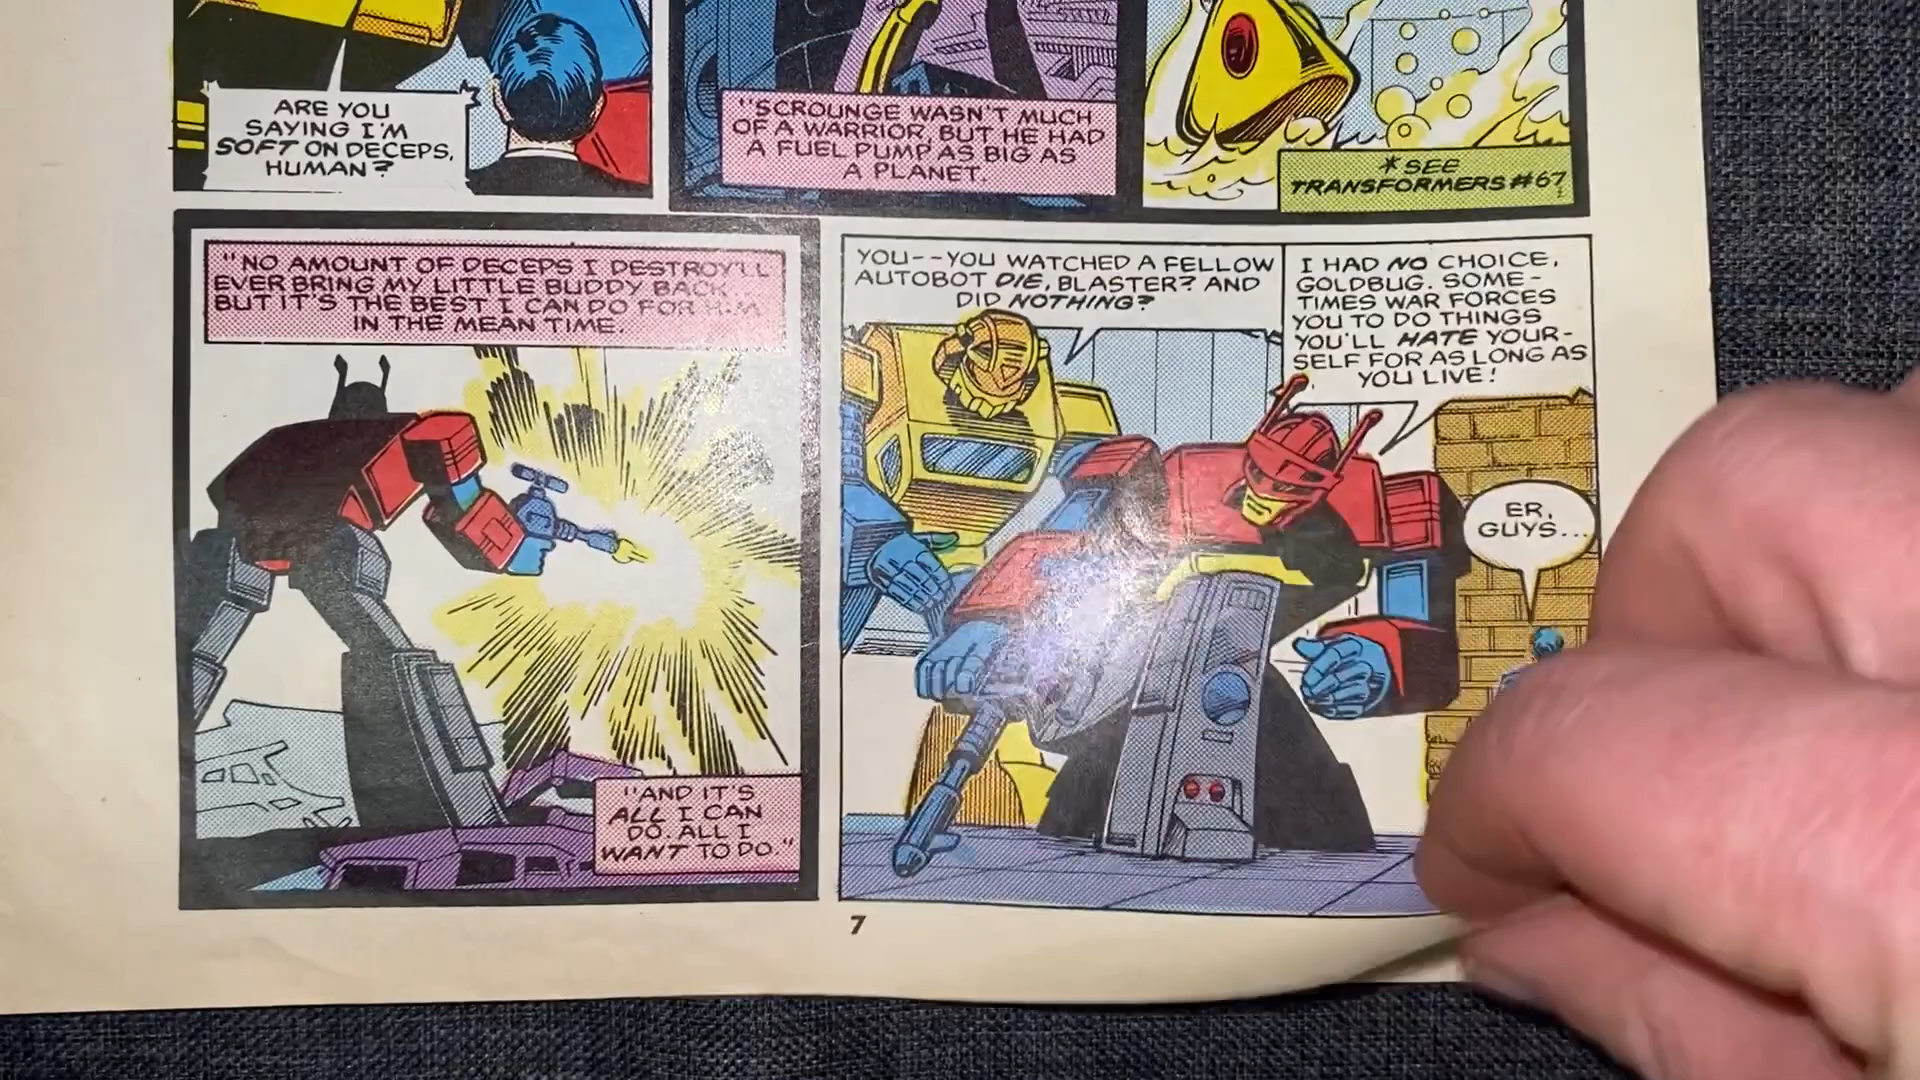 ARE YOU
SAYING I'M
SOFT ON DECEPS,
HUMAN?
"SCROUNGE WASN'T MUCH
OF A WARRIOR, BUT HE HAD
A FUEL PUMP AS BIG AS
A PLANET.
*SEE
TRANSFORMERS #67
"NO AMOUNT OF DECEPS I DESTROY'LL
EVER BRING MY LITTLE BUDDY BACK,
BUT IT'S THE BEST I CAN DO FOR HIM
IN THE MEAN TIME.
"AND IT'S
ALL I CAN
DO. ALL I
WANT TO DO."
YOU--YOU WATCHED A FELLOW
AUTOBOT DIE, BLASTER? AND
DID NOTHING?
I HAD NO CHOICE,
GOLDBUG. SOME-
TIMES WAR FORCES
YOU TO DO THINGS
YOU'LL HATE YOUR-
SELF FOR AS LONG AS
YOU LIVE!
ER,
GUYS...
7